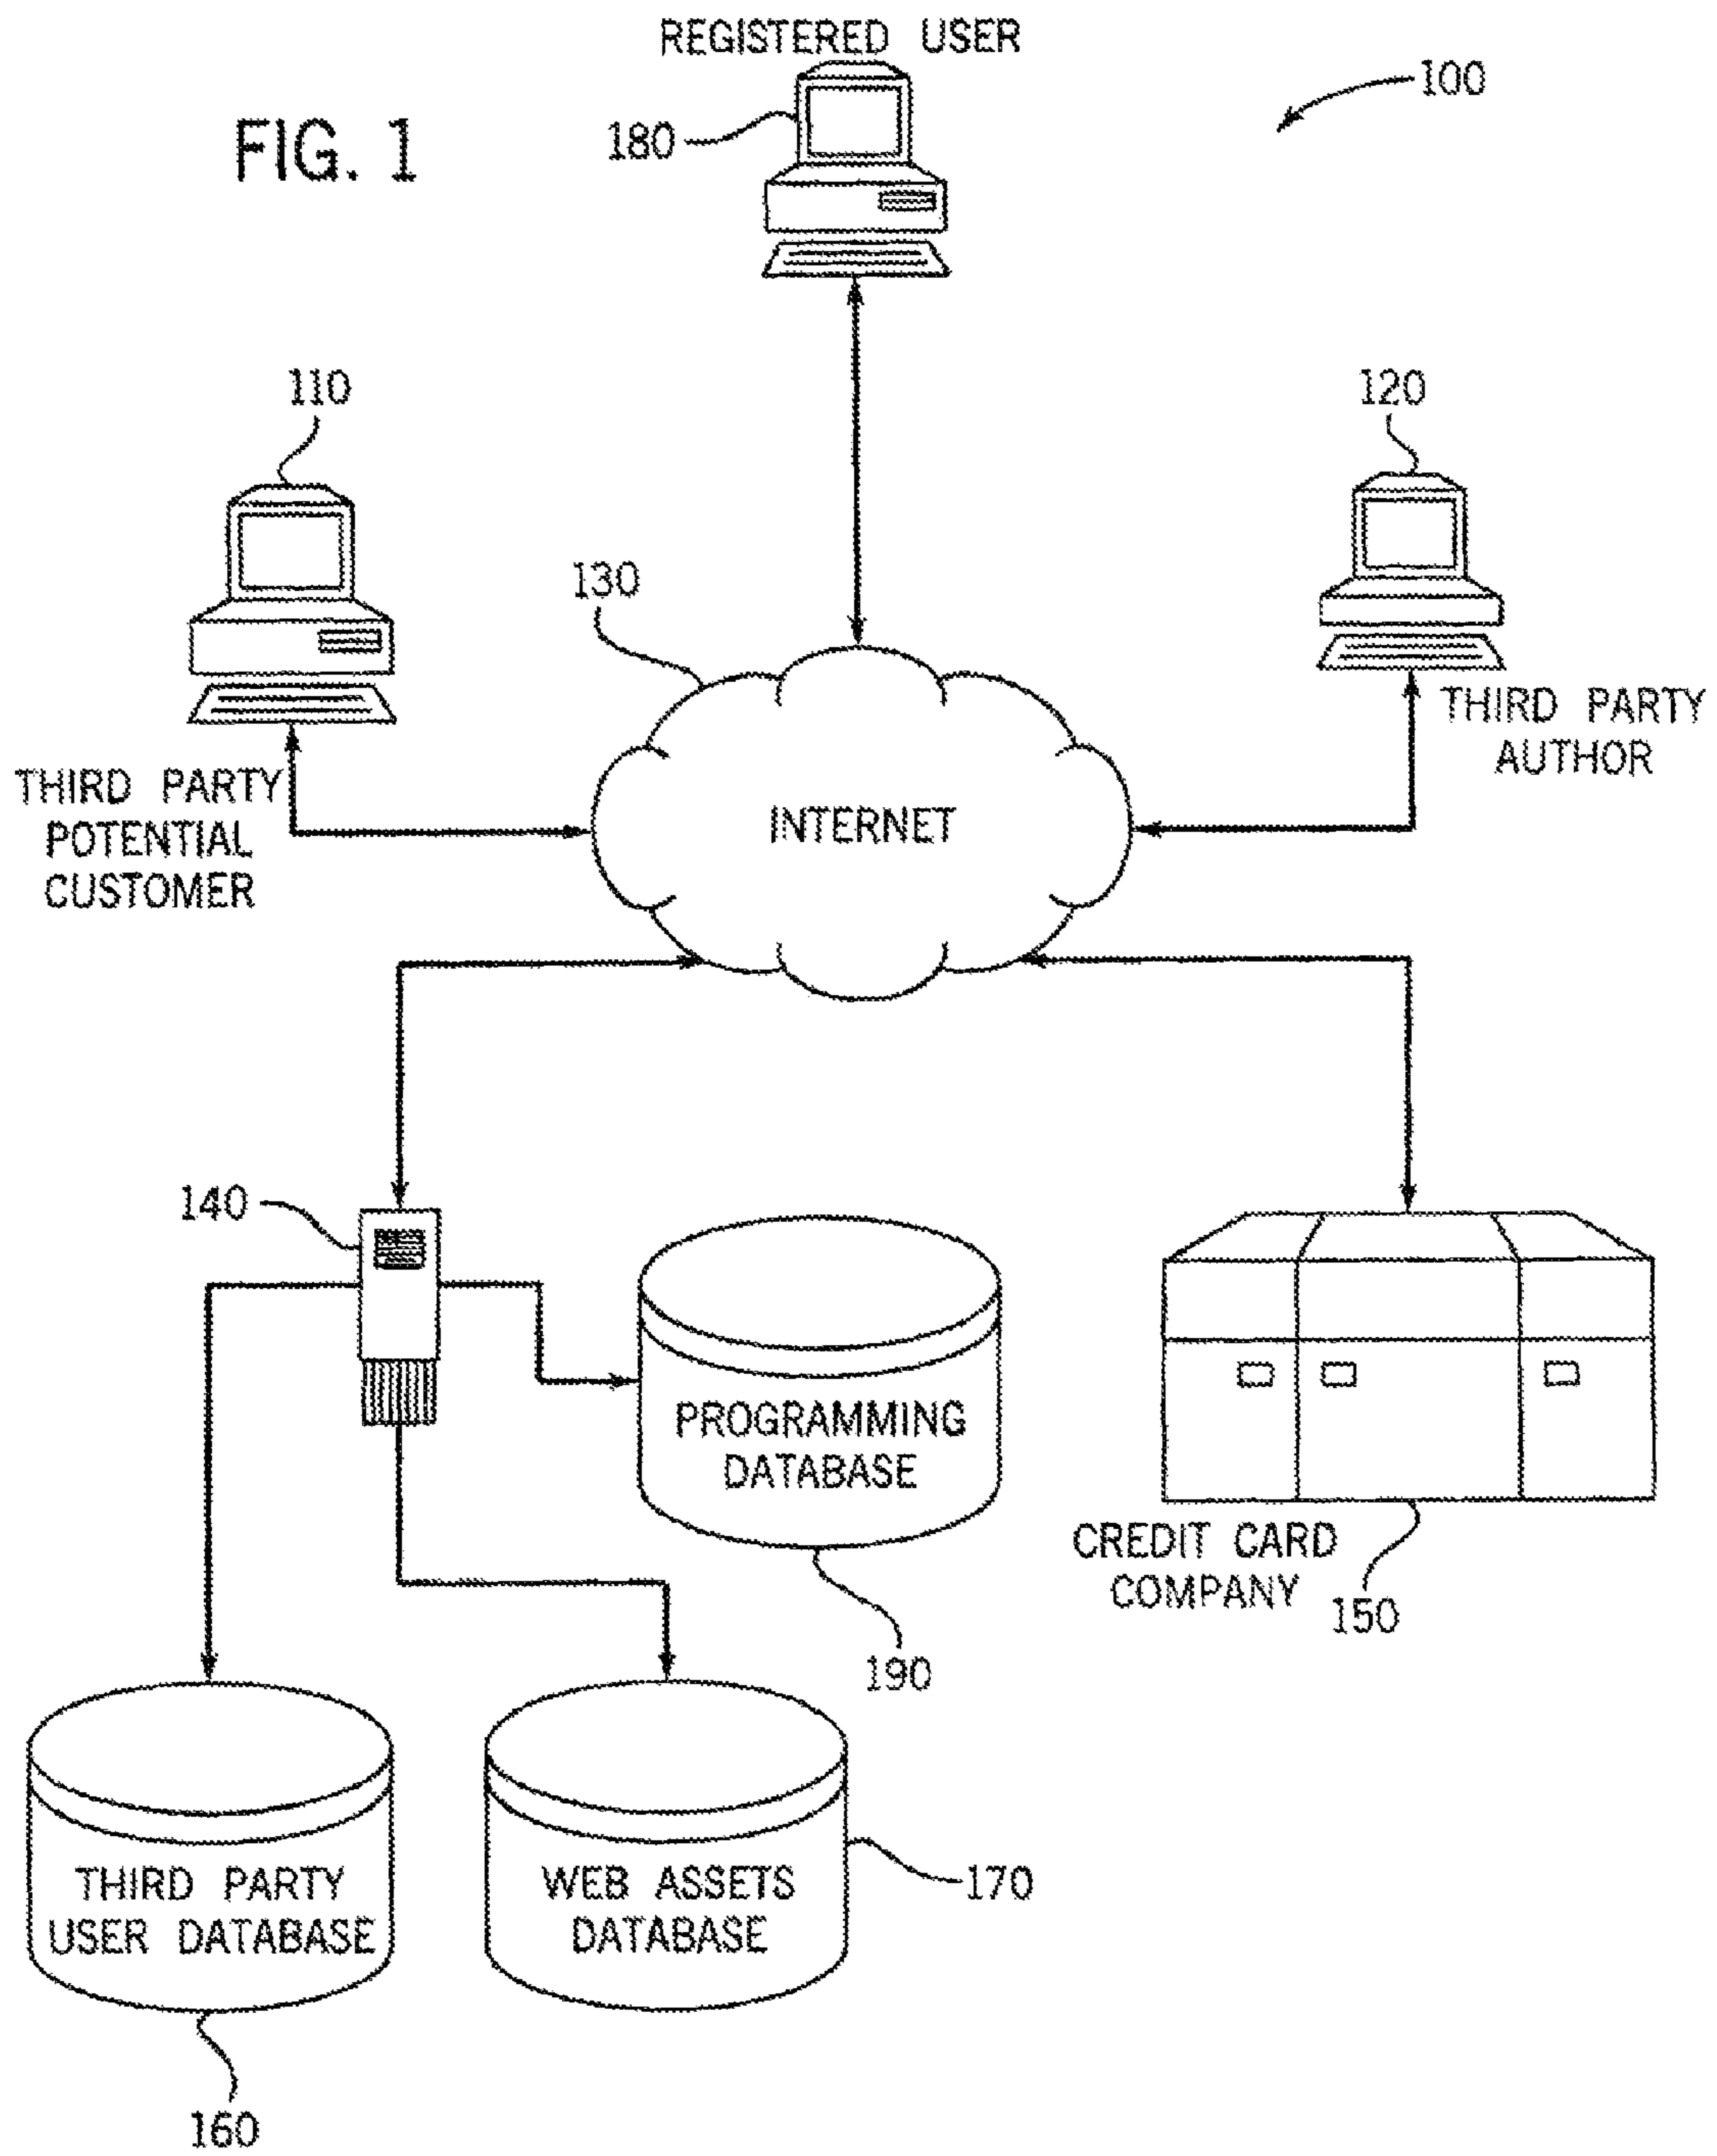 REGISTERED USER
100
FIG. 1
180
110
120
130
THIRD PARTY
AUTHOR
THIRD PARTY
POTENTIAL
CUSTOMER
INTERNET
140
PROGRAMMING
DATABASE
CREDIT CARD
COMPANY
150
190
THIRD PARTY
USER DATABASE
WEB ASSETS
DATABASE
170
160